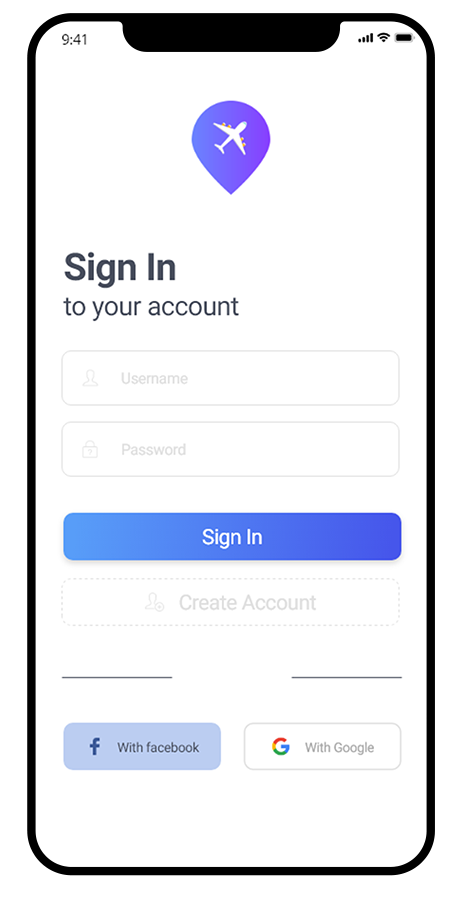 9:41
Sign In
to your account
Username
Password
Sign In
Create Account
With facebook
With Google